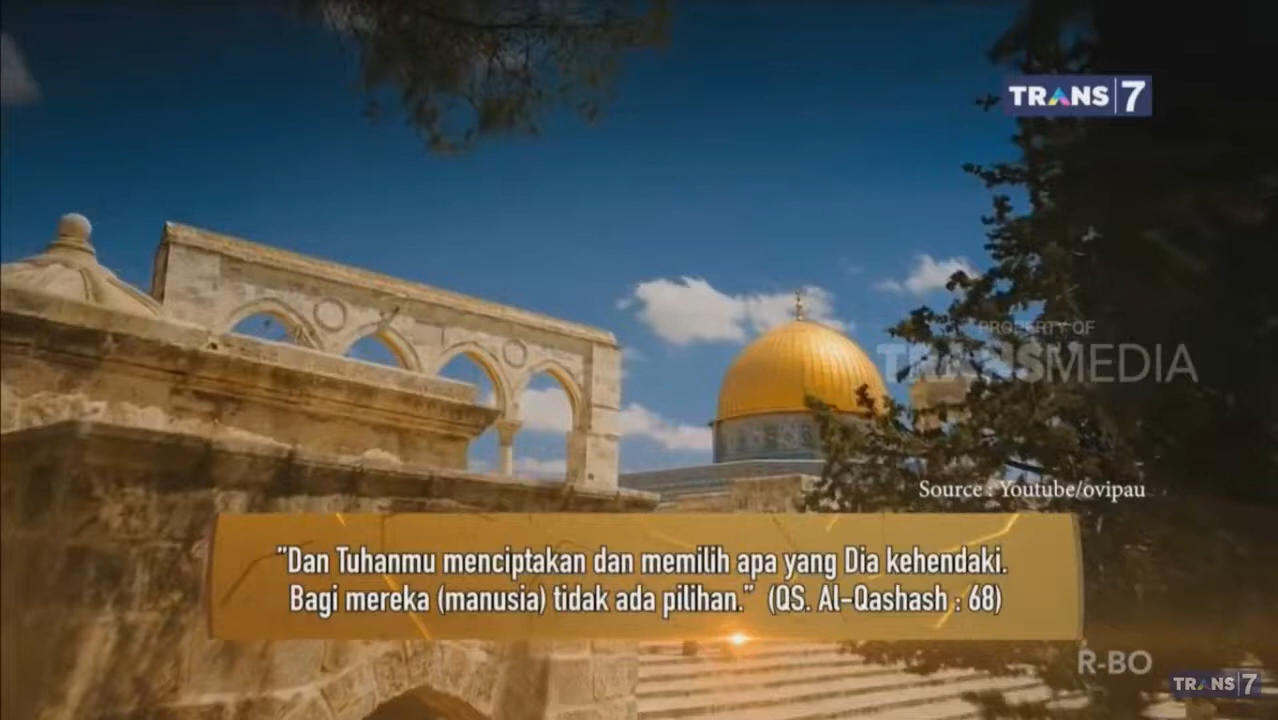 TRANS|7
PROPERTY OF
TRANSMEDIA
Source : Youtube/ovipau
"Dan Tuhanmu menciptakan dan memilih apa yang Dia kehendaki.
Bagi mereka (manusia) tidak ada pilihan." (QS. Al-Qashash : 68)
R-BO
TRANS|7